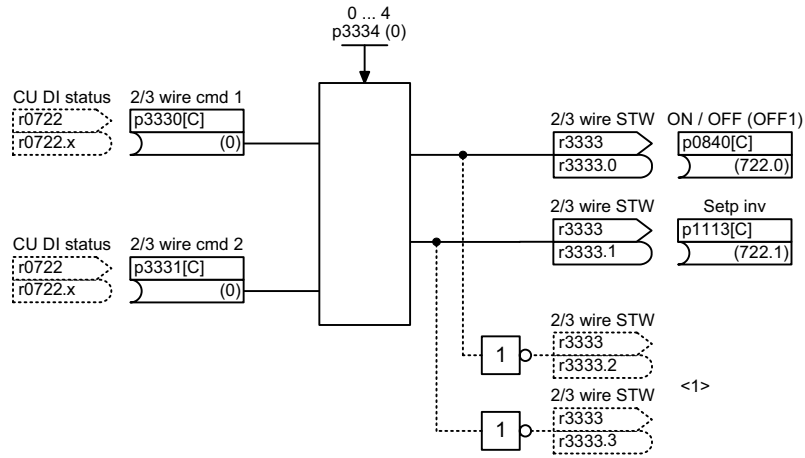 0 ... 4
p3334 (0)
CU DI status
2/3 wire cmd 1
r0722
p3330[C]
r0722.x
(0)
2/3 wire STW
ON / OFF (OFF1)
r3333
p0840[C]
r3333.0
(722.0)
2/3 wire STW
Setp inv
r3333
p1113[C]
r3333.1
(722.1)
CU DI status
2/3 wire cmd 2
r0722
p3331[C]
r0722.x
(0)
2/3 wire STW
1
r3333
r3333.2
<1>
2/3 wire STW
1
r3333
r3333.3